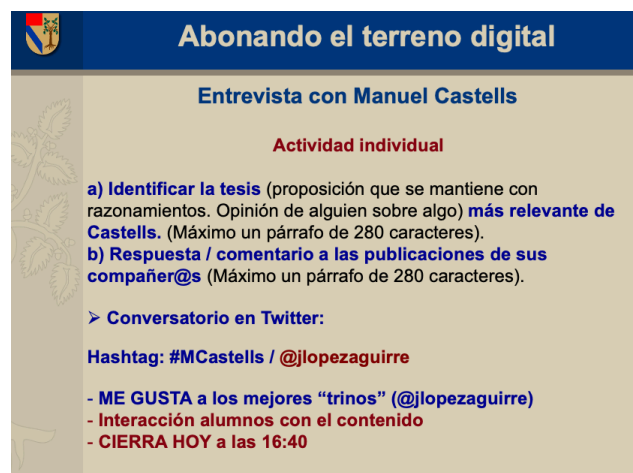 Abonando el terreno digital
Entrevista con Manuel Castells
Actividad individual
a) Identificar la tesis (proposición que se mantiene con
razonamientos. Opinión de alguien sobre algo) más relevante de
Castells. (Máximo un párrafo de 280 caracteres).
b) Respuesta / comentario a las publicaciones de sus
compañer@s (Máximo un párrafo de 280 caracteres).
➢ Conversatorio en Twitter:
Hashtag: #MCastells / @jlopezaguirre
- ME GUSTA a los mejores “trinos” (@jlopezaguirre)
- Interacción alumnos con el contenido
- CIERRA HOY a las 16:40